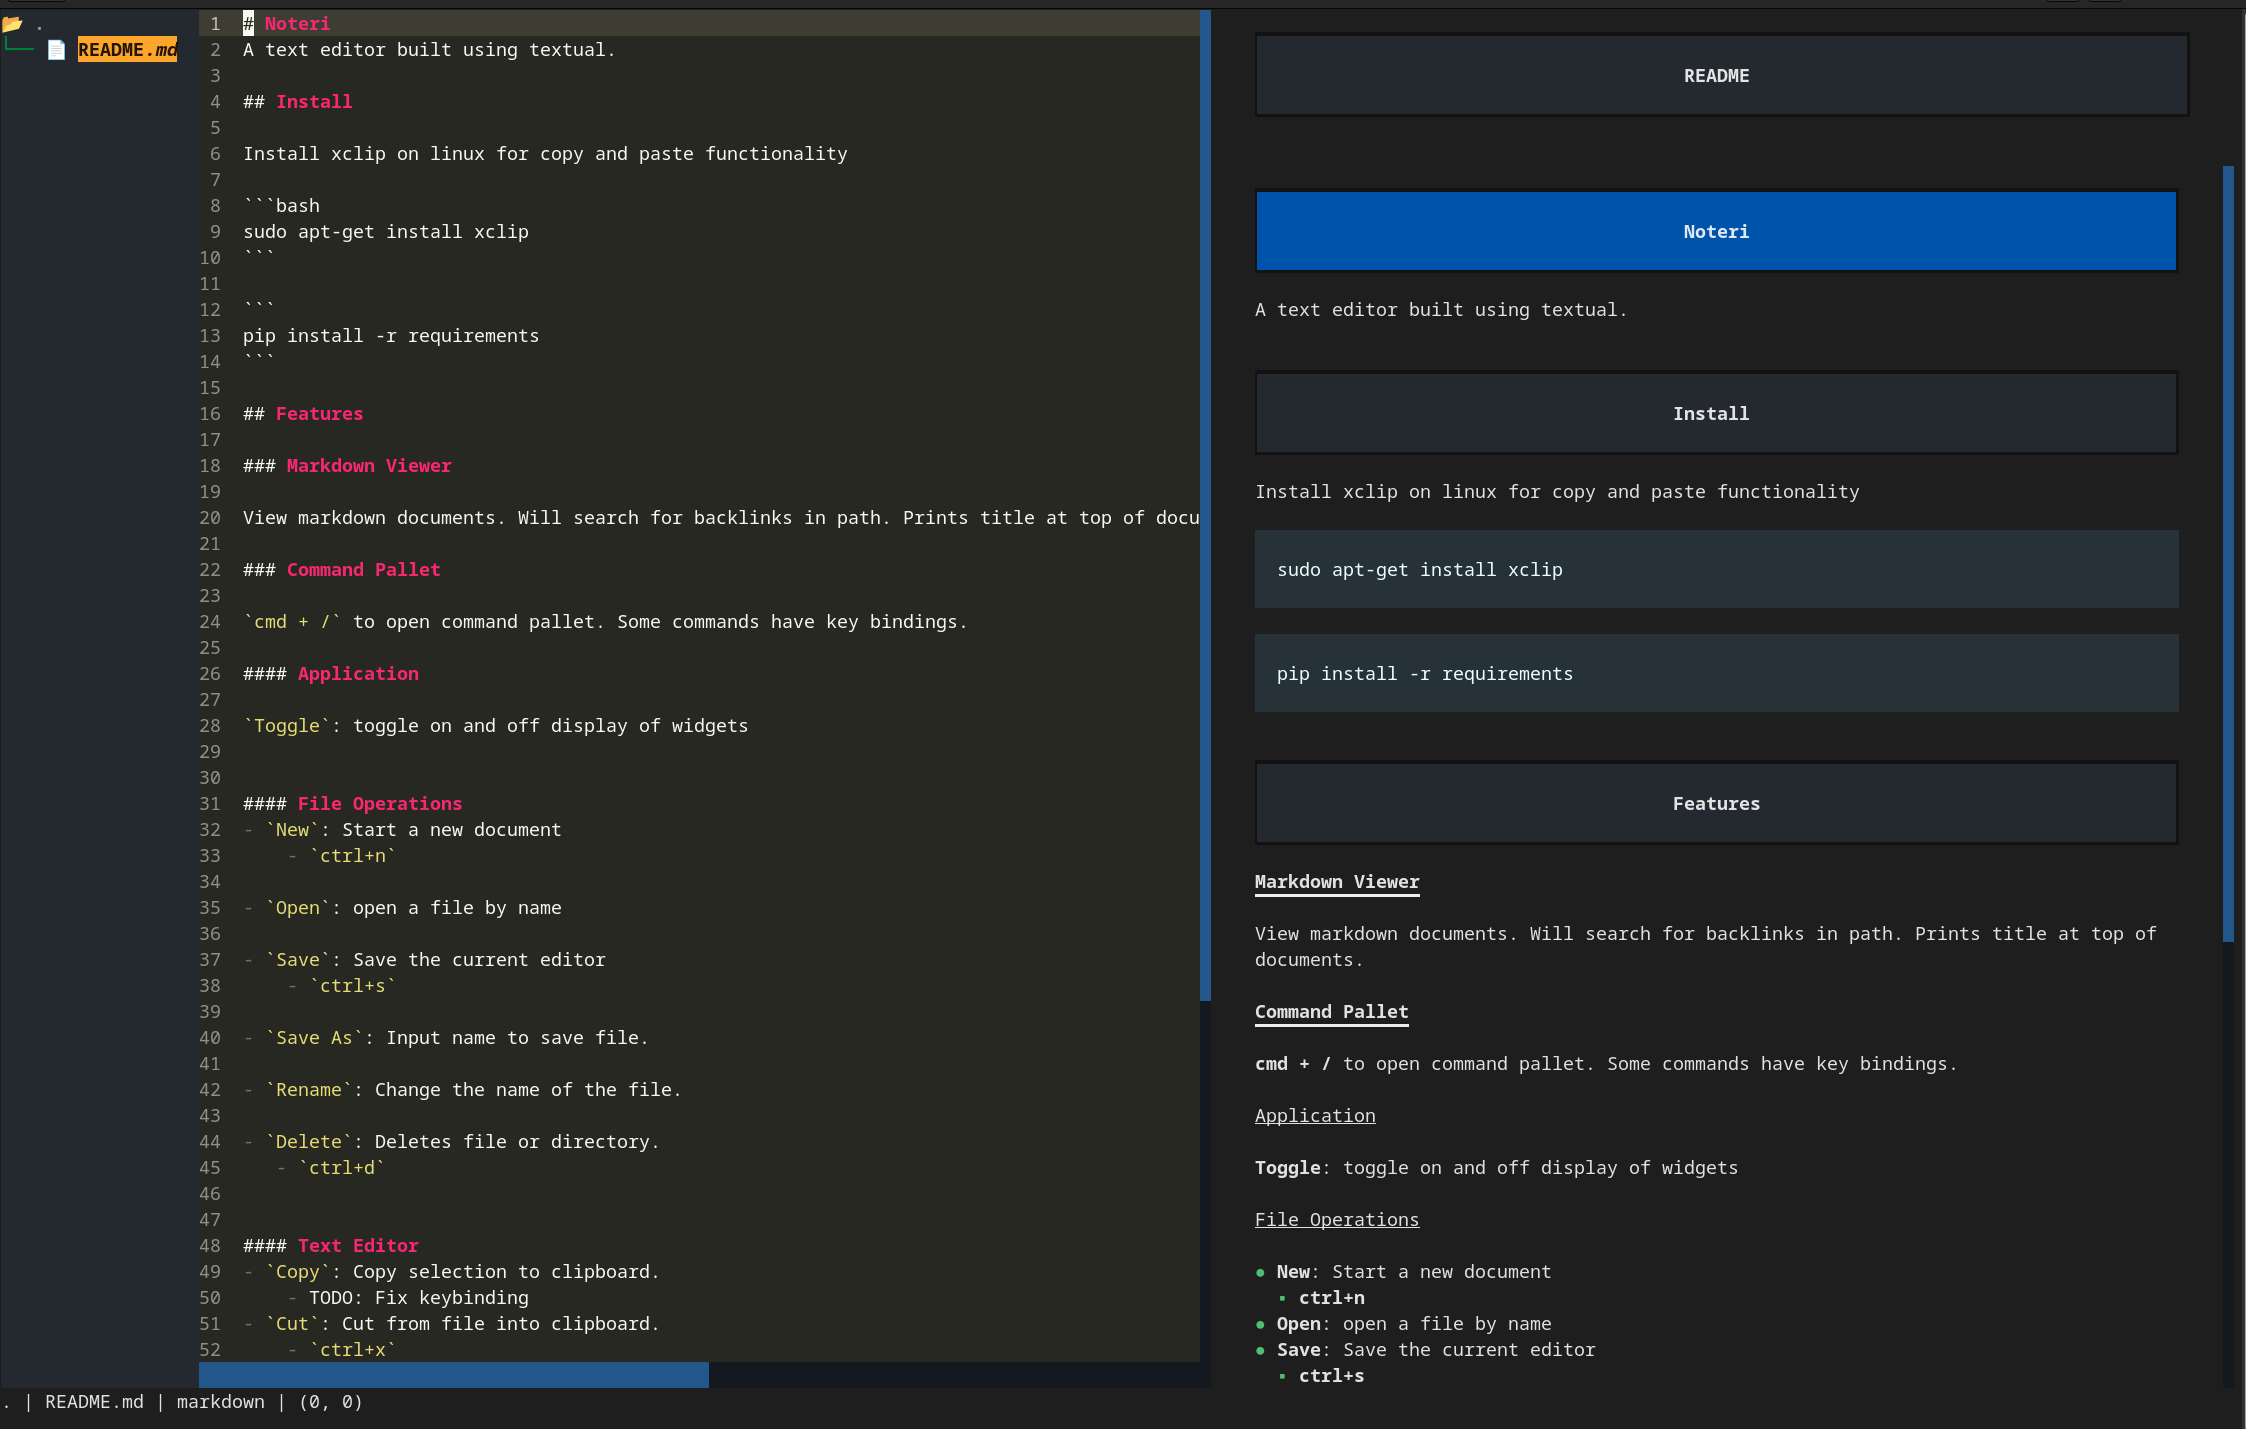 .
README.md
1 # Noteri
2 A text editor built using textual.
3
4 ## Install
5
6 Install xclip on linux for copy and paste functionality
7
8 ```bash
9 sudo apt-get install xclip
10 ```
11
12 ```
13 pip install -r requirements
14 ```
15
16 ## Features
17
18 ### Markdown Viewer
19
20 View markdown documents. Will search for backlinks in path. Prints title at top of docu
21
22 ### Command Pallet
23
24 `cmd + /` to open command pallet. Some commands have key bindings.
25
26 #### Application
27
28 `Toggle`: toggle on and off display of widgets
29
30
31 #### File Operations
32 - `New`: Start a new document
33     - `ctrl+n`
34
35 - `Open`: open a file by name
36
37 - `Save`: Save the current editor
38     - `ctrl+s`
39
40 - `Save As`: Input name to save file.
41
42 - `Rename`: Change the name of the file.
43
44 - `Delete`: Deletes file or directory.
45    - `ctrl+d`
46
47
48 #### Text Editor
49 - `Copy`: Copy selection to clipboard.
50     - TODO: Fix keybinding
51 - `Cut`: Cut from file into clipboard.
52     - `ctrl+x`
README
Noteri
A text editor built using textual.
Install
Install xclip on linux for copy and paste functionality
sudo apt-get install xclip
pip install -r requirements
Features
Markdown Viewer
View markdown documents. Will search for backlinks in path. Prints title at top of
documents.
Command Pallet
cmd + / to open command pallet. Some commands have key bindings.
Application
Toggle: toggle on and off display of widgets
File Operations
● New: Start a new document
▪ ctrl+n
● Open: open a file by name
● Save: Save the current editor
▪ ctrl+s
. | README.md | markdown | (0, 0)